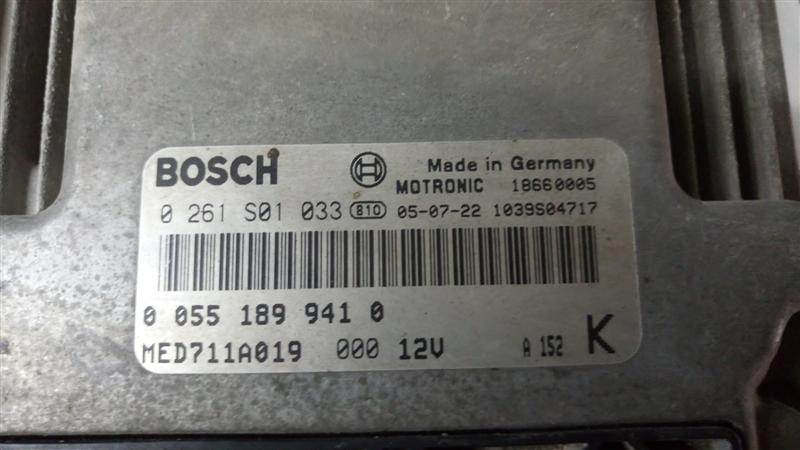 BOSCH Made in Germany
MOTRONIC 18660005
0 261 S01 033 810 05-07-22 1039S04717
0 055 189 941 0
MED711A019 000 12V A 152 K